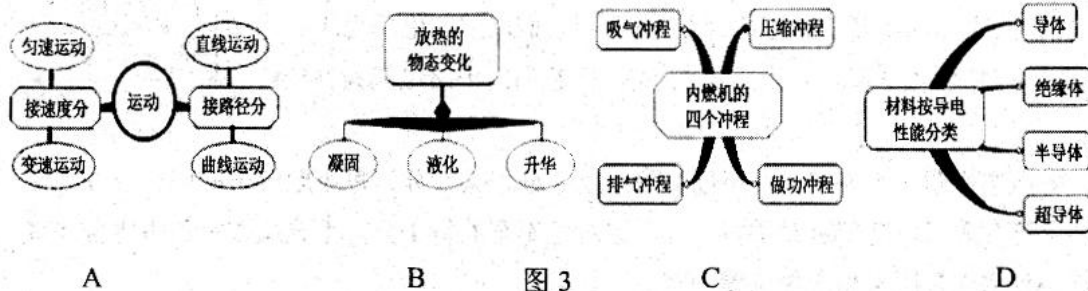 匀速运动
接速度分
变速运动
运动
直线运动
接路径分
曲线运动
A
放热的
物态变化
凝固
液化
升华
B
图 3
吸气冲程
压缩冲程
内燃机的
四个冲程
排气冲程
做功冲程
C
材料按导电
性能分类
导体
绝缘体
半导体
超导体
D